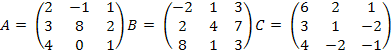 A = (2 −1 1
3 8 2
4 0 1) B = (−2 1 3
2 4 7
8 1 3) C = (6 2 1
3 1 −2
4 −2 −1)